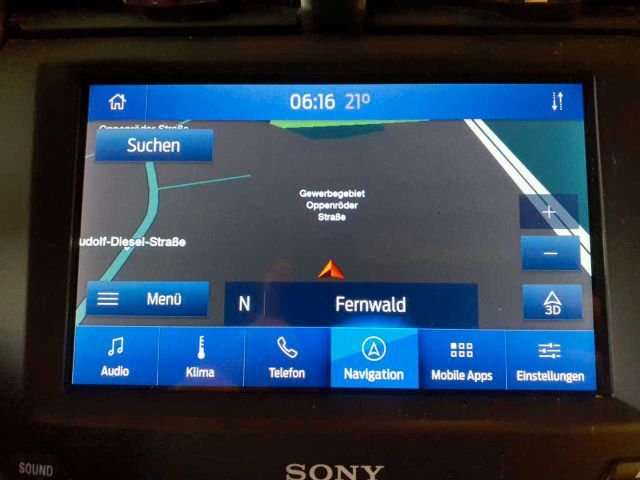 06:16 21°
Oppenröder Straße
Suchen
Gewerbegebiet
Oppenröder
Straße
udolf-Diesel-Straße
Menü
N
Fernwald
3D
Audio
Klima
Telefon
Navigation
Mobile Apps
Einstellungen
SOUND
SONY